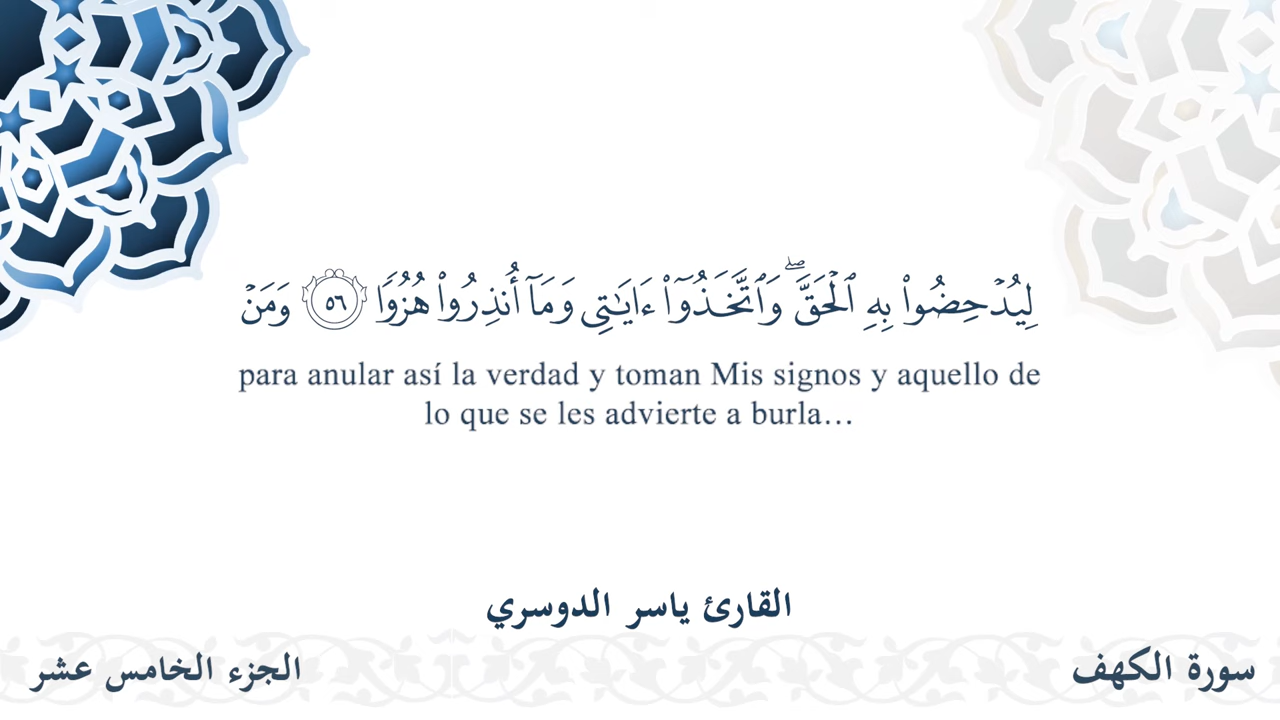 لِيُدۡحِضُواْ بِهِ ٱلۡحَقَّۖ وَٱتَّخَذُوٓاْ ءَايَٰتِي وَمَآ أُنذِرُواْ هُزُوٗا ٥٦ وَمَنۡ
para anular así la verdad y toman Mis signos y aquello de
lo que se les advierte a burla…
القارئ ياسر الدوسري
سورة الكهف
الجزء الخامس عشر